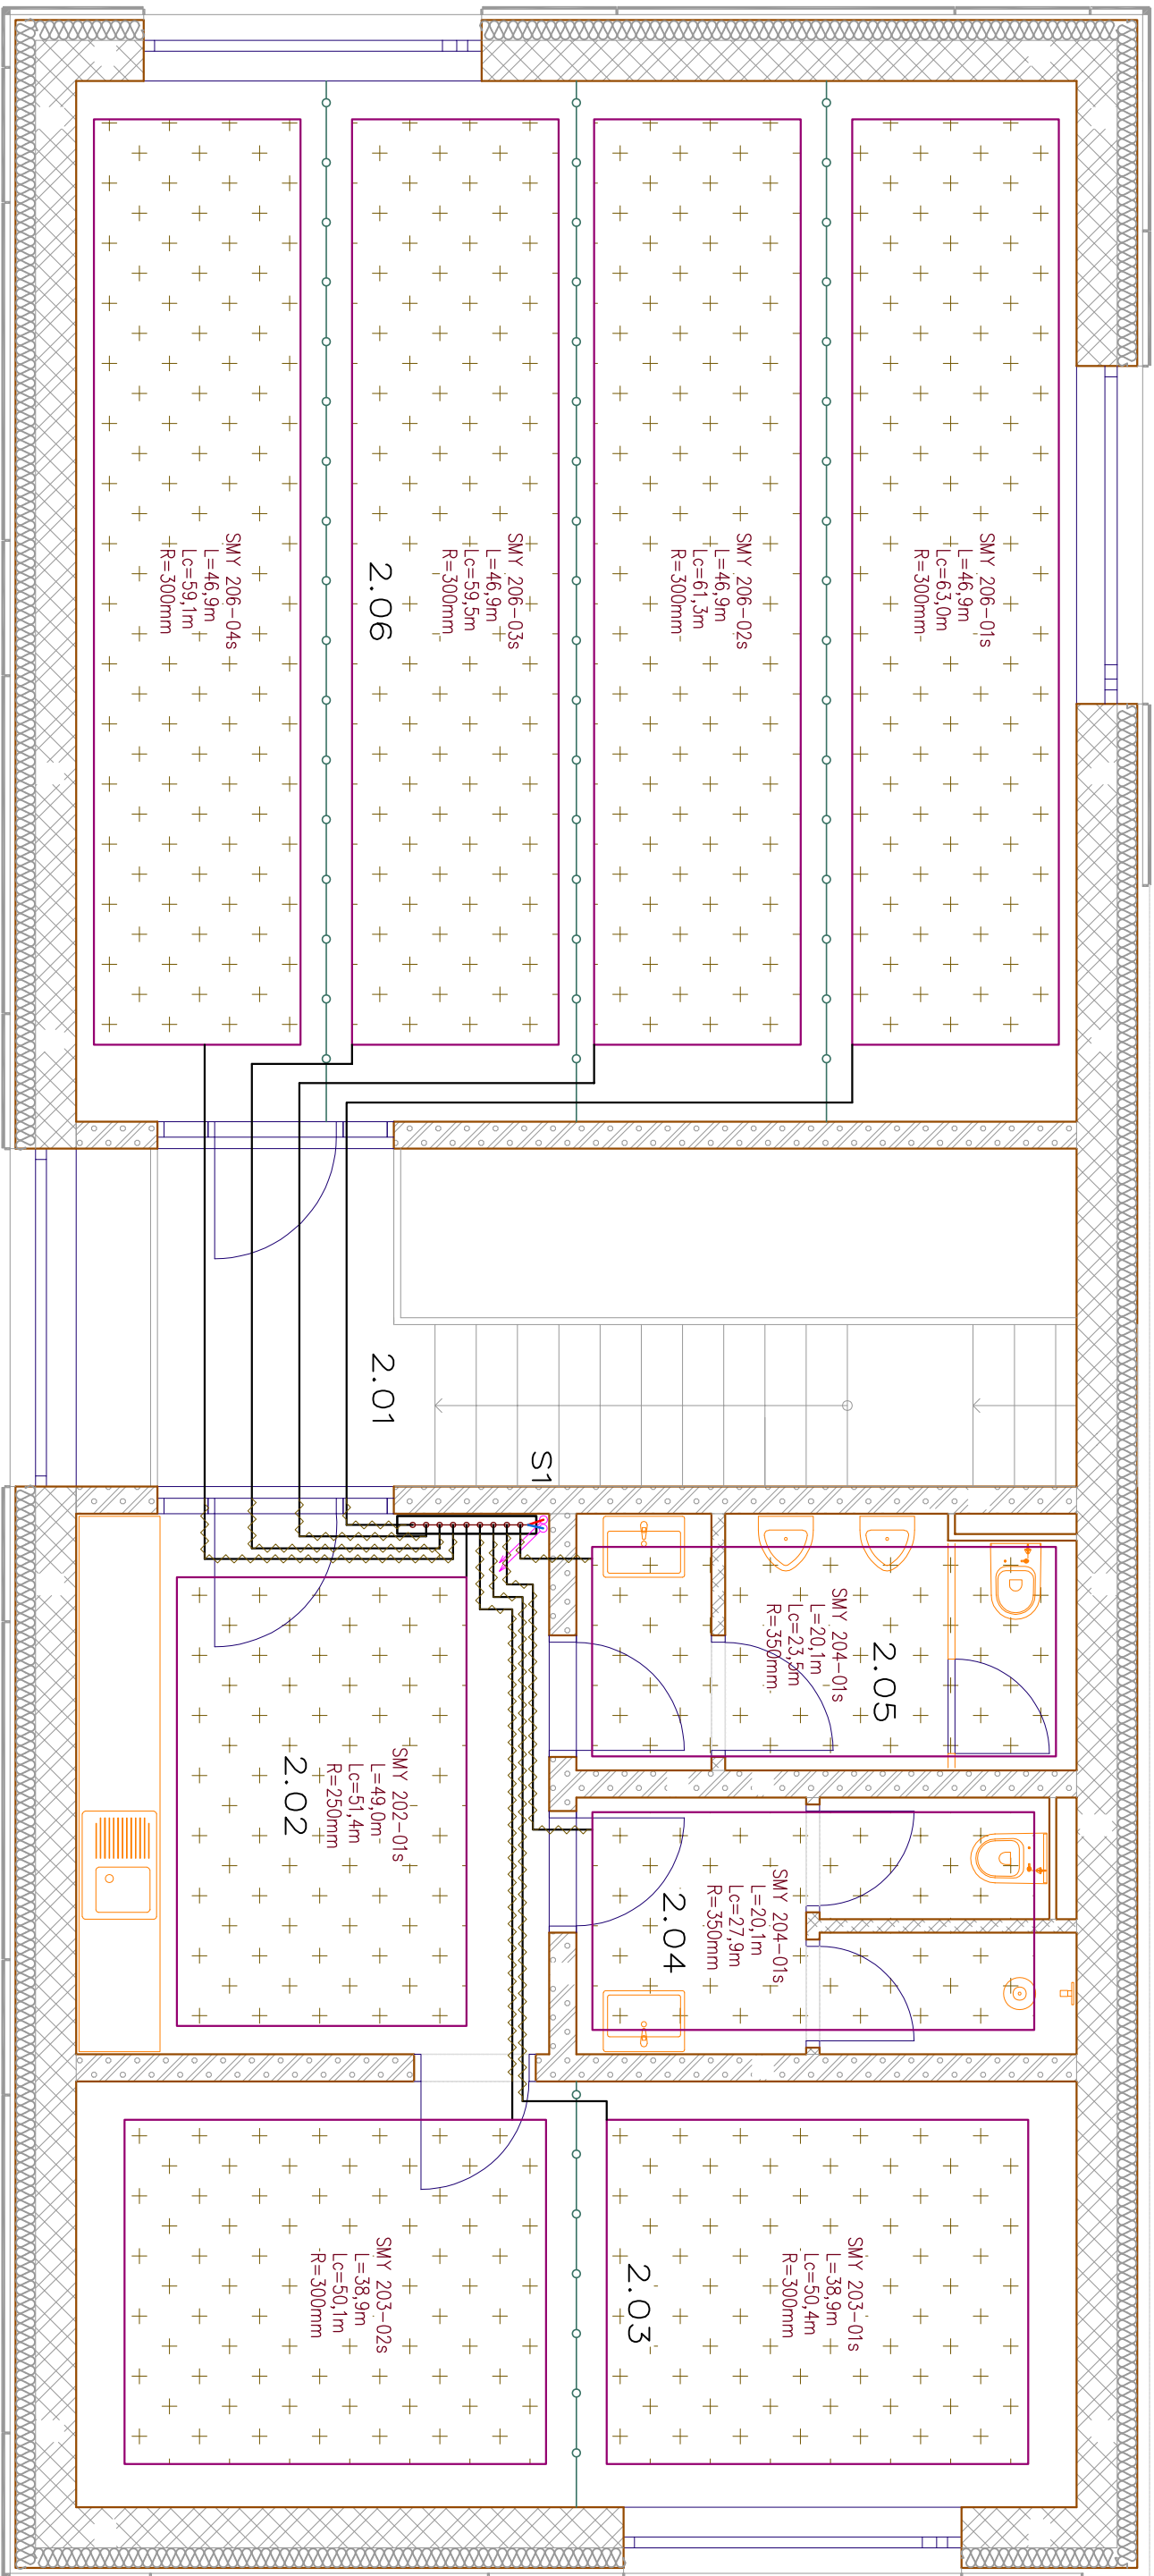 SMY 206-01s
L=46,9m
Lc=63,0m
R=300mm
SMY 206-02s
L=46,9m
Lc=61,3m
R=300mm
SMY 206-03s
L=46,9m
Lc=59,5m
R=300mm
2.06
SMY 206-04s
L=46,9m
Lc=59,1m
R=300mm
2.01
S1
2.05
SMY 204-01s
L=20,1m
Lc=23,5m
R=350mm
SMY 204-01s
L=20,1m
Lc=27,9m
R=350mm
2.04
SMY 202-01s
L=49,0m
Lc=51,4m
R=250mm
2.02
SMY 203-01s
L=38,9m
Lc=50,4m
R=300mm
2.03
SMY 203-02s
L=38,9m
Lc=50,1m
R=300mm